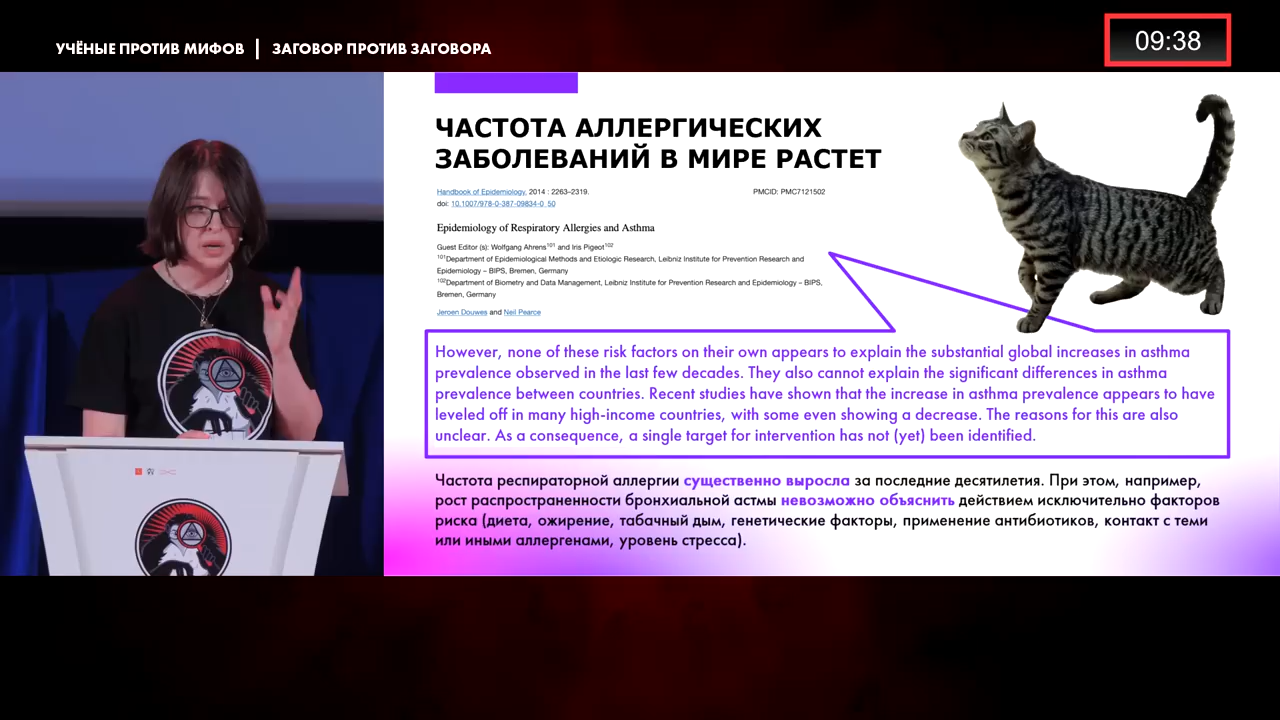 УЧЁНЫЕ ПРОТИВ МИФОВ | ЗАГОВОР ПРОТИВ ЗАГОВОРА
09:38
ЧАСТОТА АЛЛЕРГИЧЕСКИХ
ЗАБОЛЕВАНИЙ В МИРЕ РАСТЕТ
Handbook of Epidemiology, 2014 : 2263–2319. PMCID: PMC7121502
doi: 10.1007/978-0-387-09834-0_50
Epidemiology of Respiratory Allergies and Asthma
Guest Editor (s): Wolfgang Ahrens101 and Iris Pigeot102
101Department of Epidemiological Methods and Etiologic Research, Leibniz Institute for Prevention Research and
Epidemiology – BIPS, Bremen, Germany
102Department of Biometry and Data Management, Leibniz Institute for Prevention Research and Epidemiology – BIPS,
Bremen, Germany
Jeroen Douwes and Neil Pearce
However, none of these risk factors on their own appears to explain the substantial global increases in asthma
prevalence observed in the last few decades. They also cannot explain the significant differences in asthma
prevalence between countries. Recent studies have shown that the increase in asthma prevalence appears to have
leveled off in many high-income countries, with some even showing a decrease. The reasons for this are also
unclear. As a consequence, a single target for intervention has not (yet) been identified.
Частота респираторной аллергии существенно выросла за последние десятилетия. При этом, например,
рост распространенности бронхиальной астмы невозможно объяснить действием исключительно факторов
риска (диета, ожирение, табачный дым, генетические факторы, применение антибиотиков, контакт с теми
или иными аллергенами, уровень стресса).